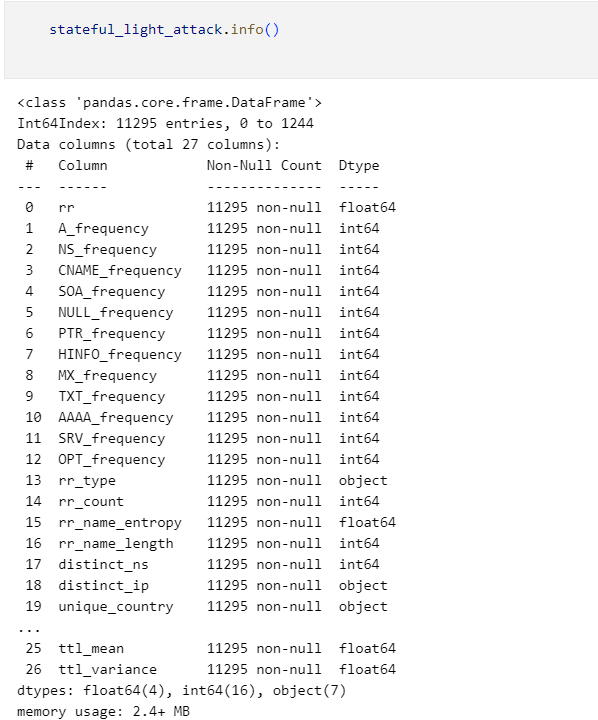 stateful_light_attack.info()
<class 'pandas.core.frame.DataFrame'>
Int64Index: 11295 entries, 0 to 1244
Data columns (total 27 columns):
 #   Column           Non-Null Count  Dtype
---  ------           --------------  -----
 0   rr               11295 non-null  float64
 1   A_frequency      11295 non-null  int64
 2   NS_frequency     11295 non-null  int64
 3   CNAME_frequency  11295 non-null  int64
 4   SOA_frequency    11295 non-null  int64
 5   NULL_frequency   11295 non-null  int64
 6   PTR_frequency    11295 non-null  int64
 7   HINFO_frequency  11295 non-null  int64
 8   MX_frequency     11295 non-null  int64
 9   TXT_frequency    11295 non-null  int64
 10  AAAA_frequency   11295 non-null  int64
 11  SRV_frequency    11295 non-null  int64
 12  OPT_frequency    11295 non-null  int64
 13  rr_type          11295 non-null  object
 14  rr_count         11295 non-null  int64
 15  rr_name_entropy  11295 non-null  float64
 16  rr_name_length   11295 non-null  int64
 17  distinct_ns      11295 non-null  int64
 18  distinct_ip      11295 non-null  object
 19  unique_country   11295 non-null  object
...
 25  ttl_mean         11295 non-null  float64
 26  ttl_variance     11295 non-null  float64
dtypes: float64(4), int64(16), object(7)
memory usage: 2.4+ MB